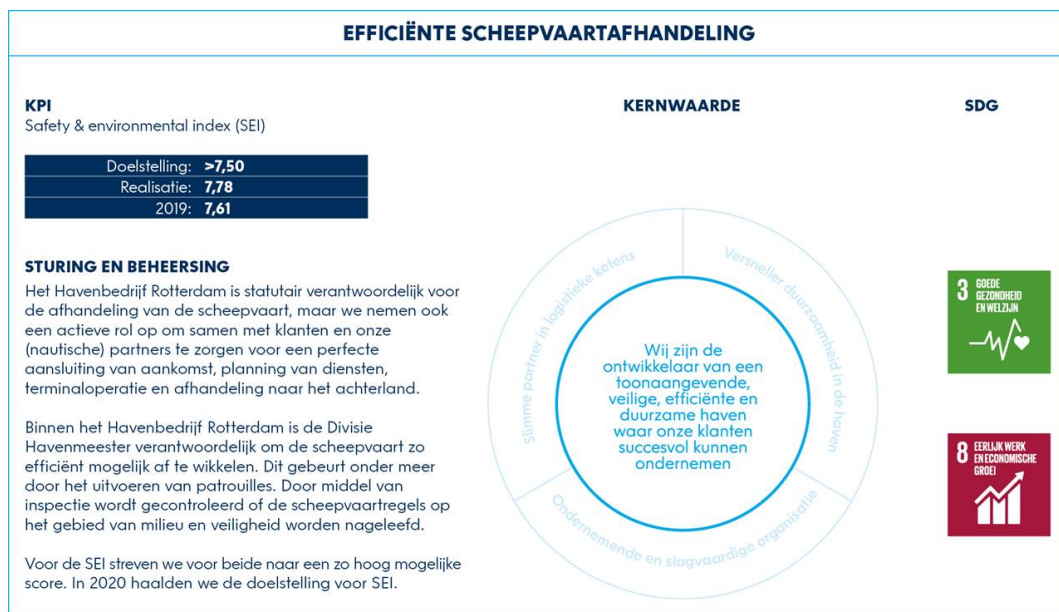 EFFICIËNTE SCHEEPVAARTAFHANDELING
KPI
Safety & environmental index (SEI)
Doelstelling: >7,50
Realisatie: 7,78
2019: 7,61
STURING EN BEHEERSING
Het Havenbedrijf Rotterdam is statutair verantwoordelijk voor
de afhandeling van de scheepvaart, maar we nemen ook
een actieve rol op om samen met klanten en onze
(nautische) partners te zorgen voor een perfecte
aansluiting van aankomst, planning van diensten,
terminaloperatie en afhandeling naar het achterland.
Binnen het Havenbedrijf Rotterdam is de Divisie
Havenmeester verantwoordelijk om de scheepvaart zo
efficiënt mogelijk af te wikkelen. Dit gebeurt onder meer
door het uitvoeren van patrouilles. Door middel van
inspectie wordt gecontroleerd of de scheepvaartregels op
het gebied van milieu en veiligheid worden nageleefd.
Voor de SEI streven we voor beide naar een zo hoog mogelijke
score. In 2020 haalden we de doelstelling voor SEI.
KERNWAARDE
Slimme partner in logistieke ketens
Versneller duurzaamheid in de haven
Ondernemende en slagvaardige organisatie
Wij zijn de
ontwikkelaar van een
toonaangevende,
veilige, efficiënte en
duurzame haven
waar onze klanten
succesvol kunnen
ondernemen
SDG
3 GOEDE
GEZONDHEID
EN WELZIJN
8 EERLIJK WERK
EN ECONOMISCHE
GROEI